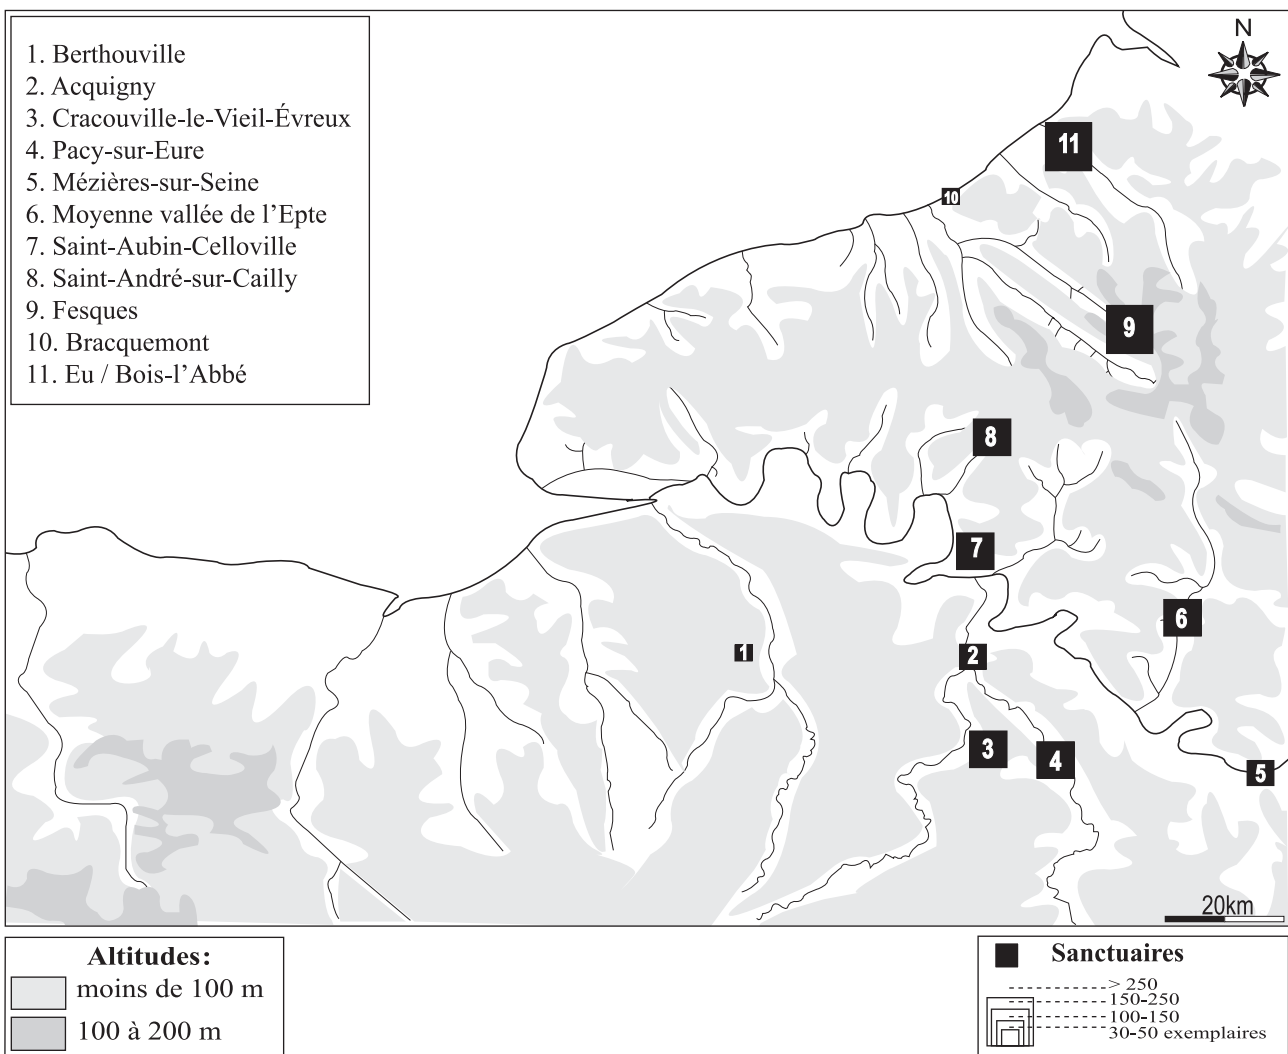 1. Berthouville
2. Acquigny
3. Cracouville-le-Vieil-Évreux
4. Pacy-sur-Eure
5. Mézières-sur-Seine
6. Moyenne vallée de l'Epte
7. Saint-Aubin-Celloville
8. Saint-André-sur-Cailly
9. Fesques
10. Bracquemont
11. Eu / Bois-l'Abbé
N
11
10
9
8
7
6
1
2
3
4
5
20km
Altitudes:
moins de 100 m
100 à 200 m
Sanctuaires
> 250
150-250
100-150
30-50 exemplaires